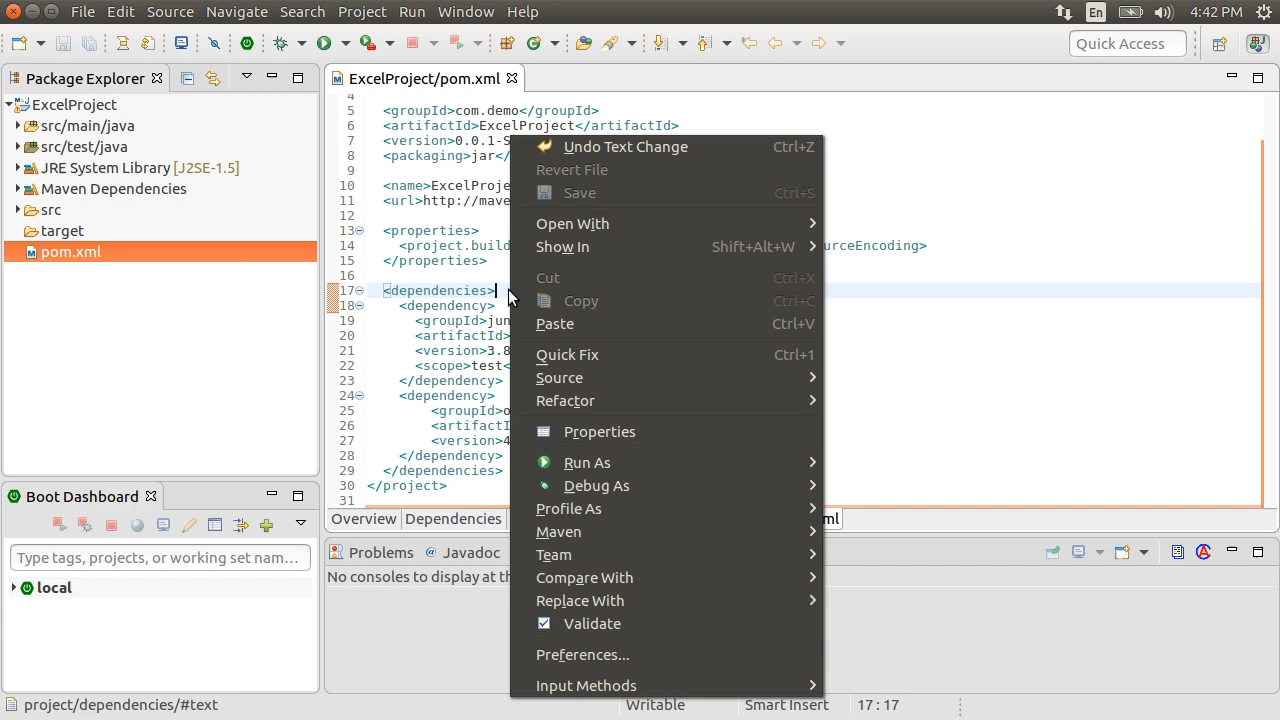 File Edit Source Navigate Search Project Run Window Help
En
4:42 PM
Quick Access
Package Explorer
ExcelProject
src/main/java
src/test/java
JRE System Library [J2SE-1.5]
Maven Dependencies
src
target
pom.xml
ExcelProject/pom.xml
4
5 <groupId>com.demo</groupId>
6 <artifactId>ExcelProject</artifactId>
7 <version>0.0.1-S
8 <packaging>jar</
9
10 <name>ExcelProje
11 <url>http://mave
12
13 <properties>
14 <project.build urceEncoding>
15 </properties>
16
17 <dependencies>
18 <dependency>
19 <groupId>jun
20 <artifactId>
21 <version>3.8
22 <scope>test<
23 </dependency>
24 <dependency>
25 <groupId>o
26 <artifactI
27 <version>4
28 </dependency>
29 </dependencies>
30 </project>
31
Overview Dependencies ml
Undo Text Change Ctrl+Z
Revert File
Save Ctrl+S
Open With
Show In Shift+Alt+W
Cut Ctrl+X
Copy Ctrl+C
Paste Ctrl+V
Quick Fix Ctrl+1
Source
Refactor
Properties
Run As
Debug As
Profile As
Maven
Team
Compare With
Replace With
Validate
Preferences...
Input Methods
Boot Dashboard
Type tags, projects, or working set nam...
local
Problems @ Javadoc
No consoles to display at th
project/dependencies/#text
Writable
Smart Insert
17 : 17